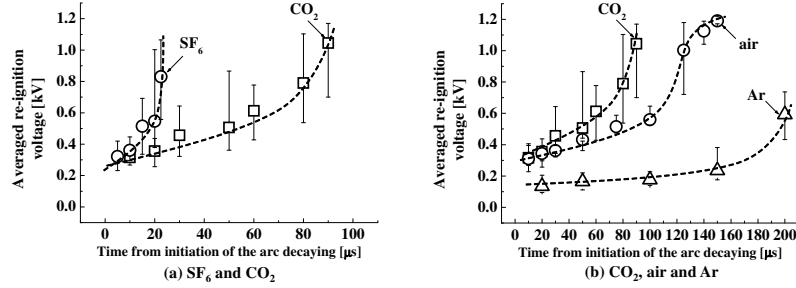 CO₂
SF₆
1.2
1.0
0.8
0.6
0.4
0.2
0.0
Averaged re-ignition
voltage [kV]
0 20 40 60 80 100
Time from initiation of the arc decaying [μs]
(a) SF₆ and CO₂
CO₂
air
Ar
1.2
1.0
0.8
0.6
0.4
0.2
0.0
Averaged re-ignition
voltage [kV]
0 20 40 60 80 100 120 140 160 180 200
Time from initiation of the arc decaying [μs]
(b) CO₂, air and Ar